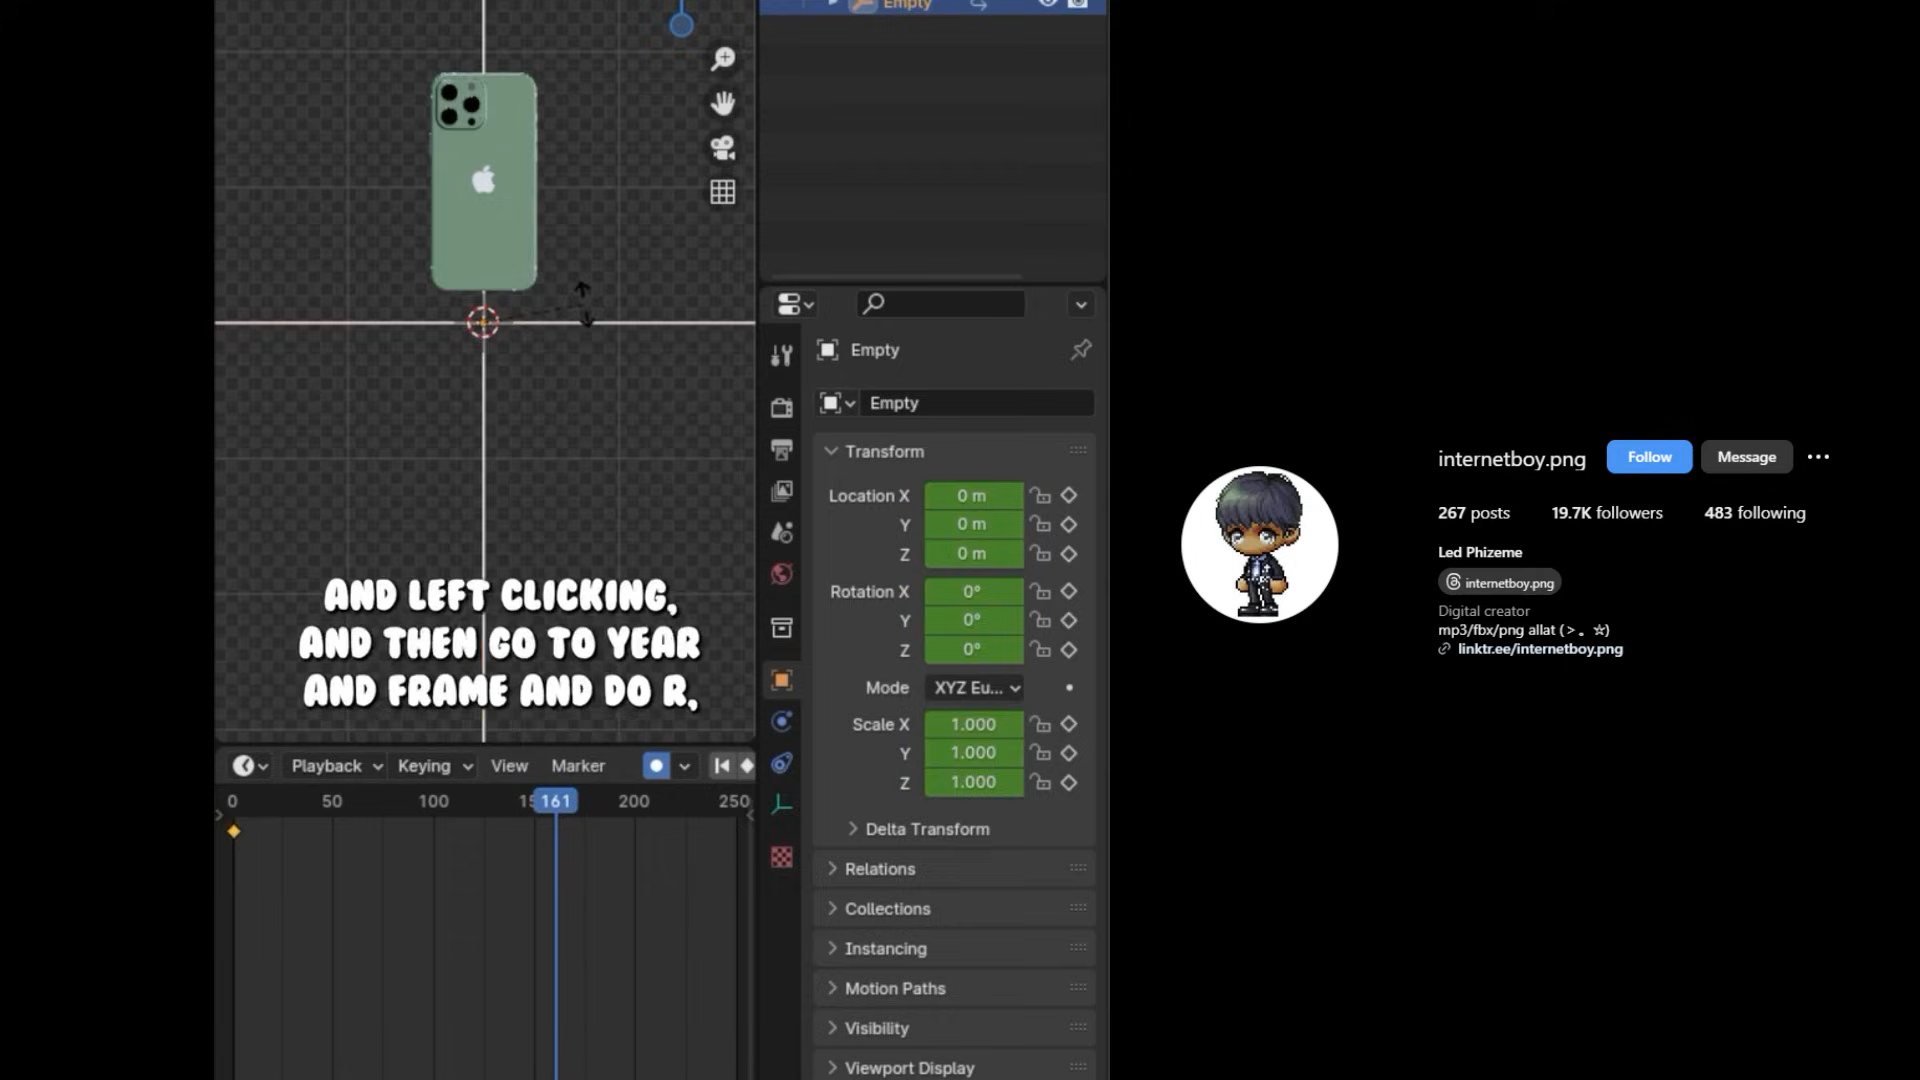 Empty
Empty
Empty
Transform
Location X 0 m
Y 0 m
Z 0 m
Rotation X 0°
Y 0°
Z 0°
Mode XYZ Eu...
Scale X 1.000
Y 1.000
Z 1.000
Delta Transform
Relations
Collections
Instancing
Motion Paths
Visibility
Viewport Display
AND LEFT CLICKING,
AND THEN GO TO YEAR
AND FRAME AND DO R,
Playback Keying View Marker
0 50 100 161 200 250
internetboy.png Follow Message
267 posts 19.7K followers 483 following
Led Phizeme
internetboy.png
Digital creator
mp3/fbx/png allat (>｡ ☆)
linktr.ee/internetboy.png